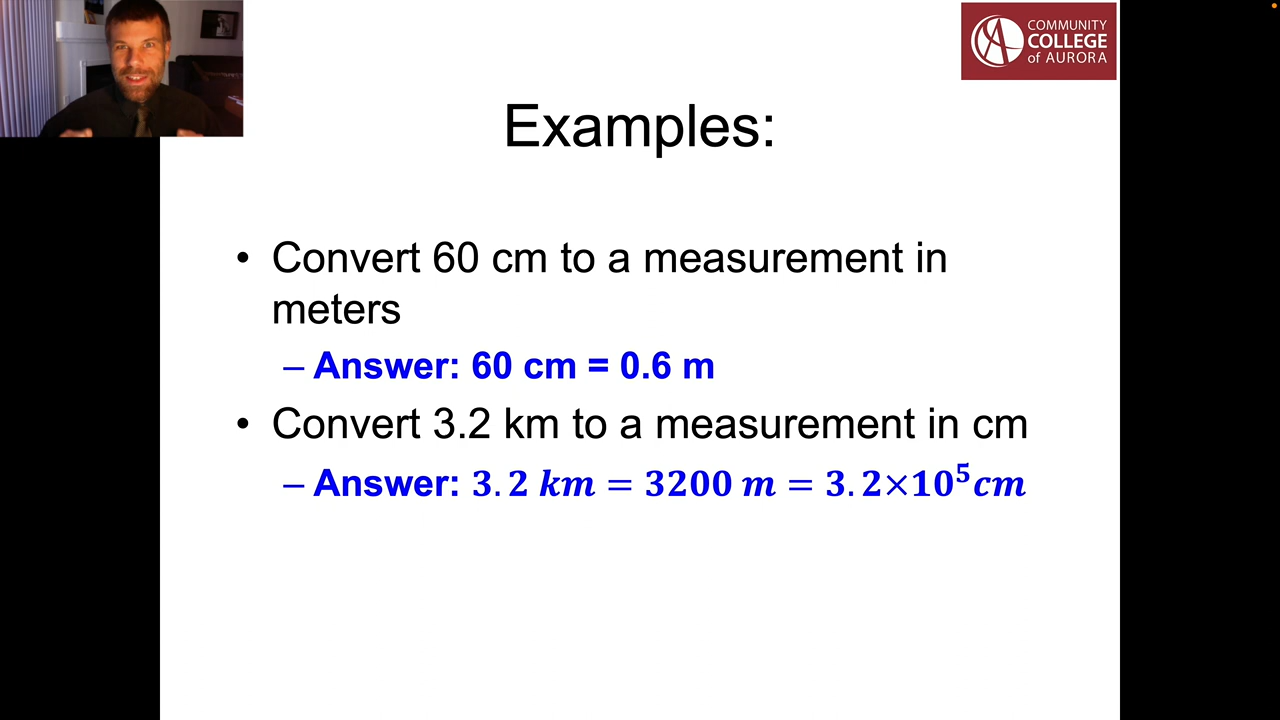 COMMUNITY
COLLEGE
of AURORA
Examples:
• Convert 60 cm to a measurement in
meters
– Answer: 60 cm = 0.6 m
• Convert 3.2 km to a measurement in cm
– Answer: 3.2 km = 3200 m = 3.2×10⁵cm